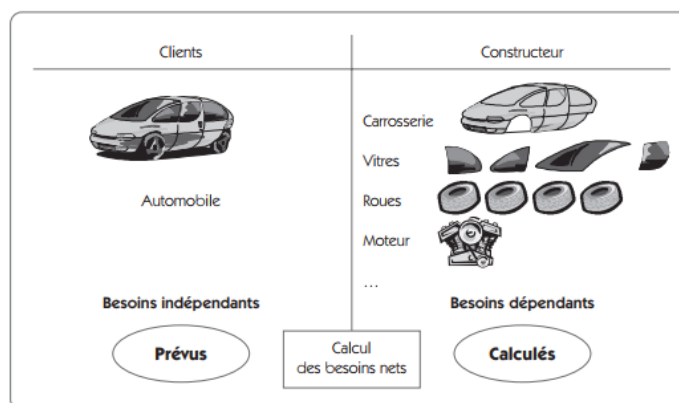 Clients
Constructeur
Carrosserie
Vitres
Automobile
Roues
Moteur
...
Besoins indépendants
Besoins dépendants
Prévus
Calcul
des besoins nets
Calculés